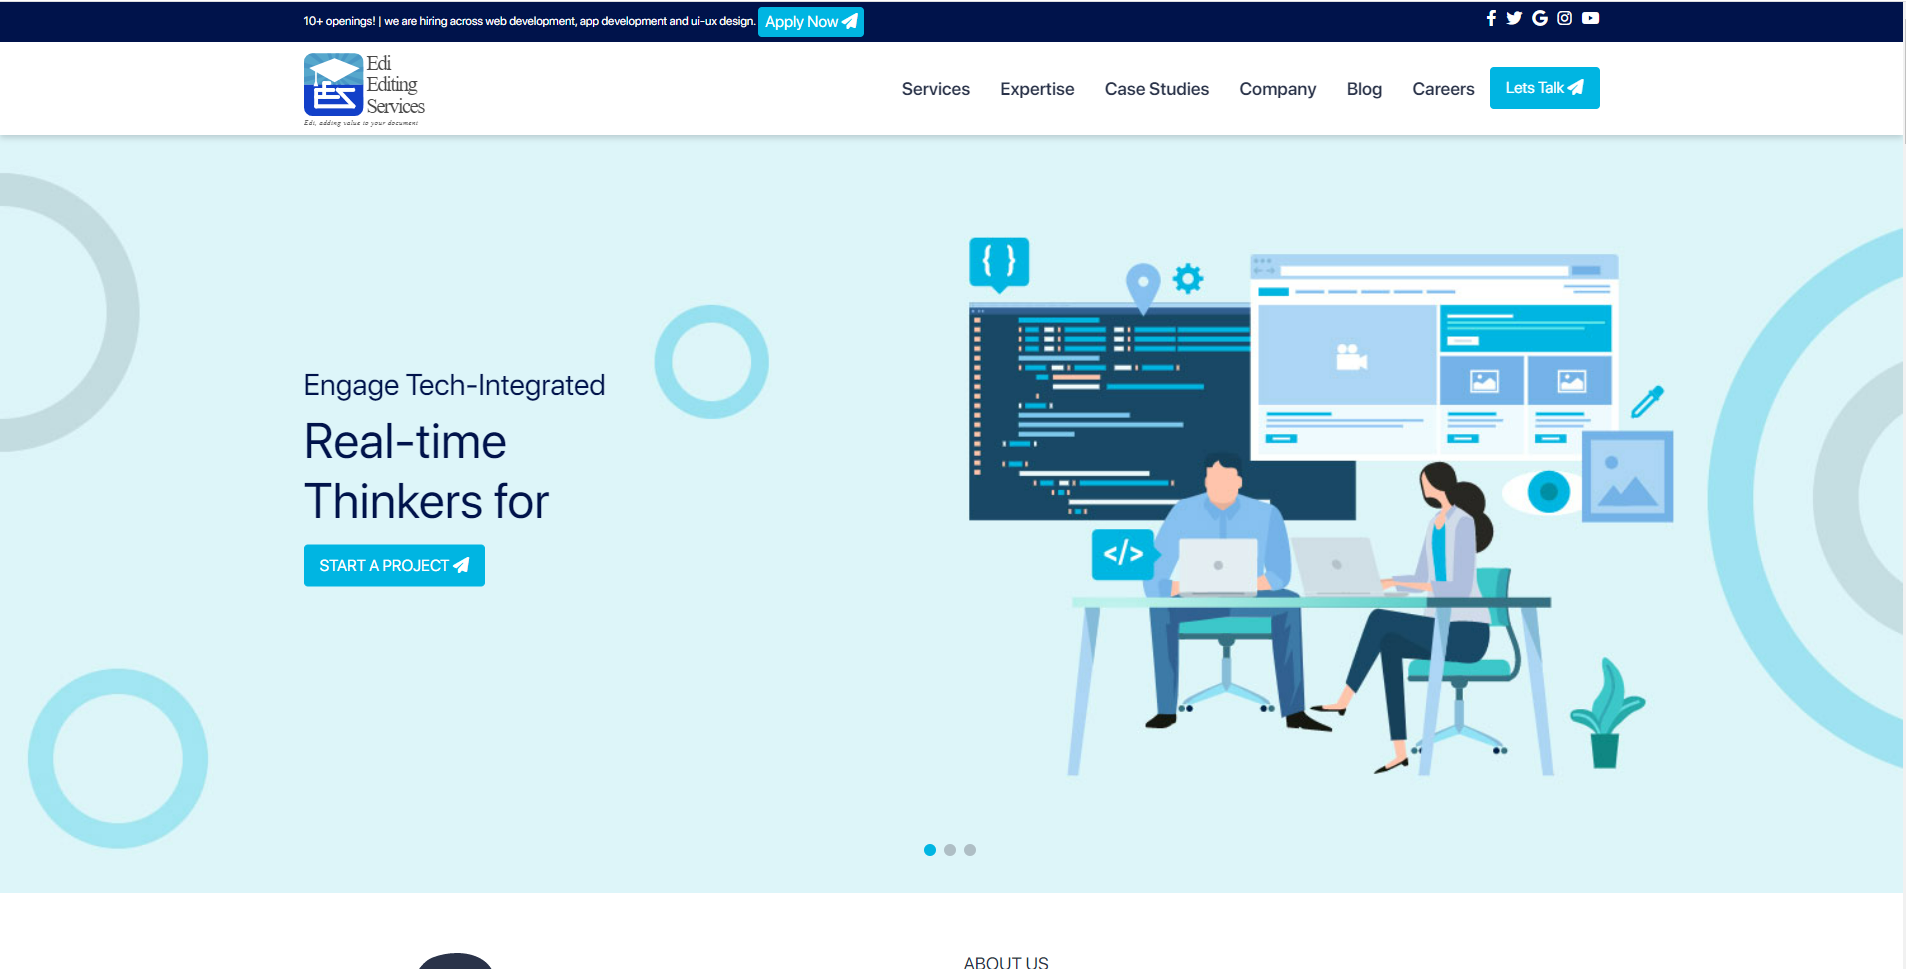 10+ openings! | we are hiring across web development, app development and ui-ux design. Apply Now
Edi
Editing
Services
Edi, adding value to your document
Services Expertise Case Studies Company Blog Careers Lets Talk
Engage Tech-Integrated
Real-time
Thinkers for
START A PROJECT
{ }
</>
ABOUT US